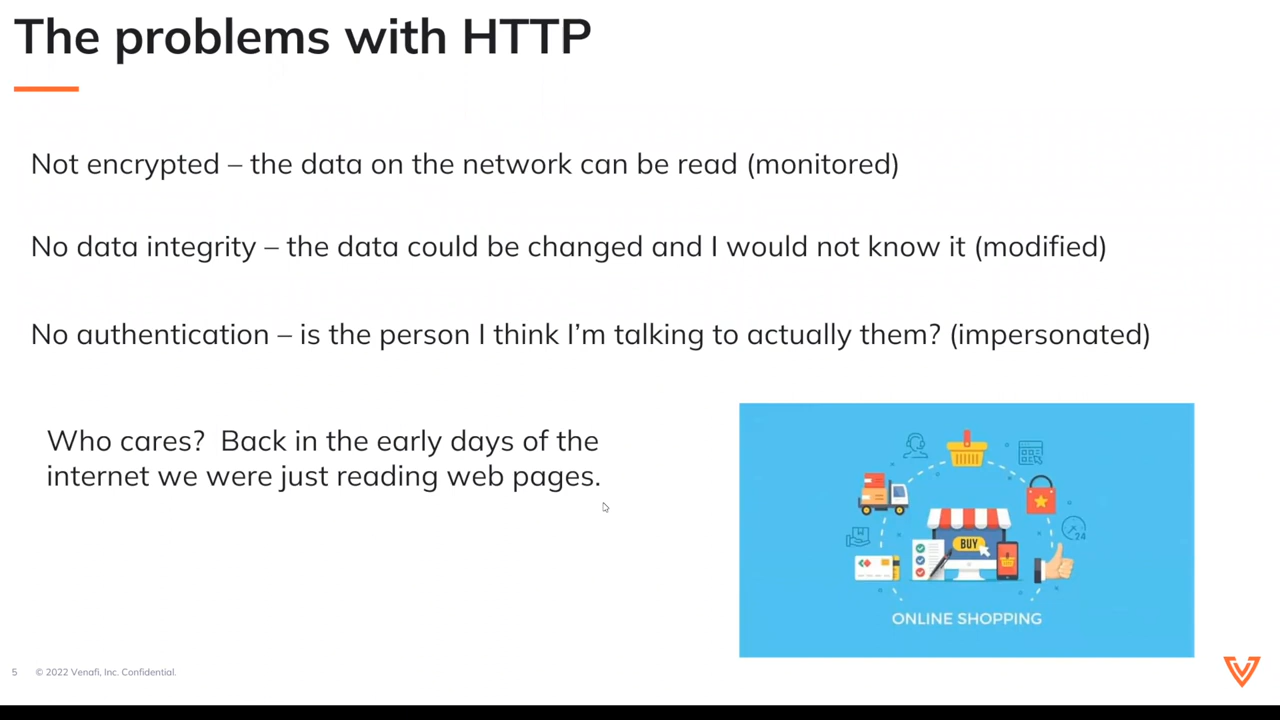 The problems with HTTP
Not encrypted – the data on the network can be read (monitored)
No data integrity – the data could be changed and I would not know it (modified)
No authentication – is the person I think I’m talking to actually them? (impersonated)
Who cares?  Back in the early days of the
internet we were just reading web pages.
BUY
24
ONLINE SHOPPING
5 © 2022 Venafi, Inc. Confidential.